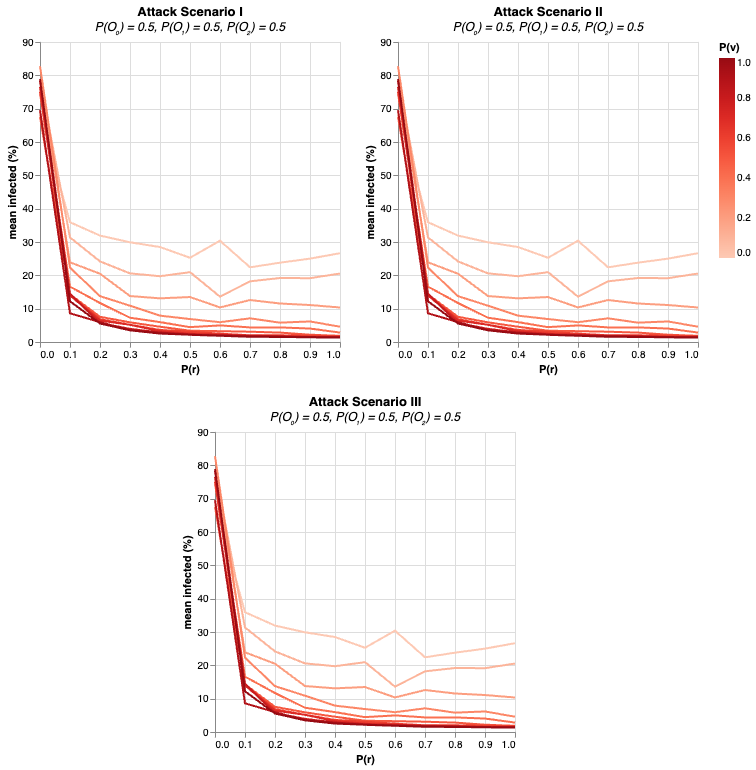 Attack Scenario I
P(O₀) = 0.5, P(O₁) = 0.5, P(O₂) = 0.5
90
80
70
60
50
40
30
20
10
0
mean infected (%)
0.0 0.1 0.2 0.3 0.4 0.5 0.6 0.7 0.8 0.9 1.0
P(r)
Attack Scenario II
P(O₀) = 0.5, P(O₁) = 0.5, P(O₂) = 0.5
90
80
70
60
50
40
30
20
10
0
mean infected (%)
0.0 0.1 0.2 0.3 0.4 0.5 0.6 0.7 0.8 0.9 1.0
P(r)
P(v)
1.0
0.8
0.6
0.4
0.2
0.0
Attack Scenario III
P(O₀) = 0.5, P(O₁) = 0.5, P(O₂) = 0.5
90
80
70
60
50
40
30
20
10
0
mean infected (%)
0.0 0.1 0.2 0.3 0.4 0.5 0.6 0.7 0.8 0.9 1.0
P(r)